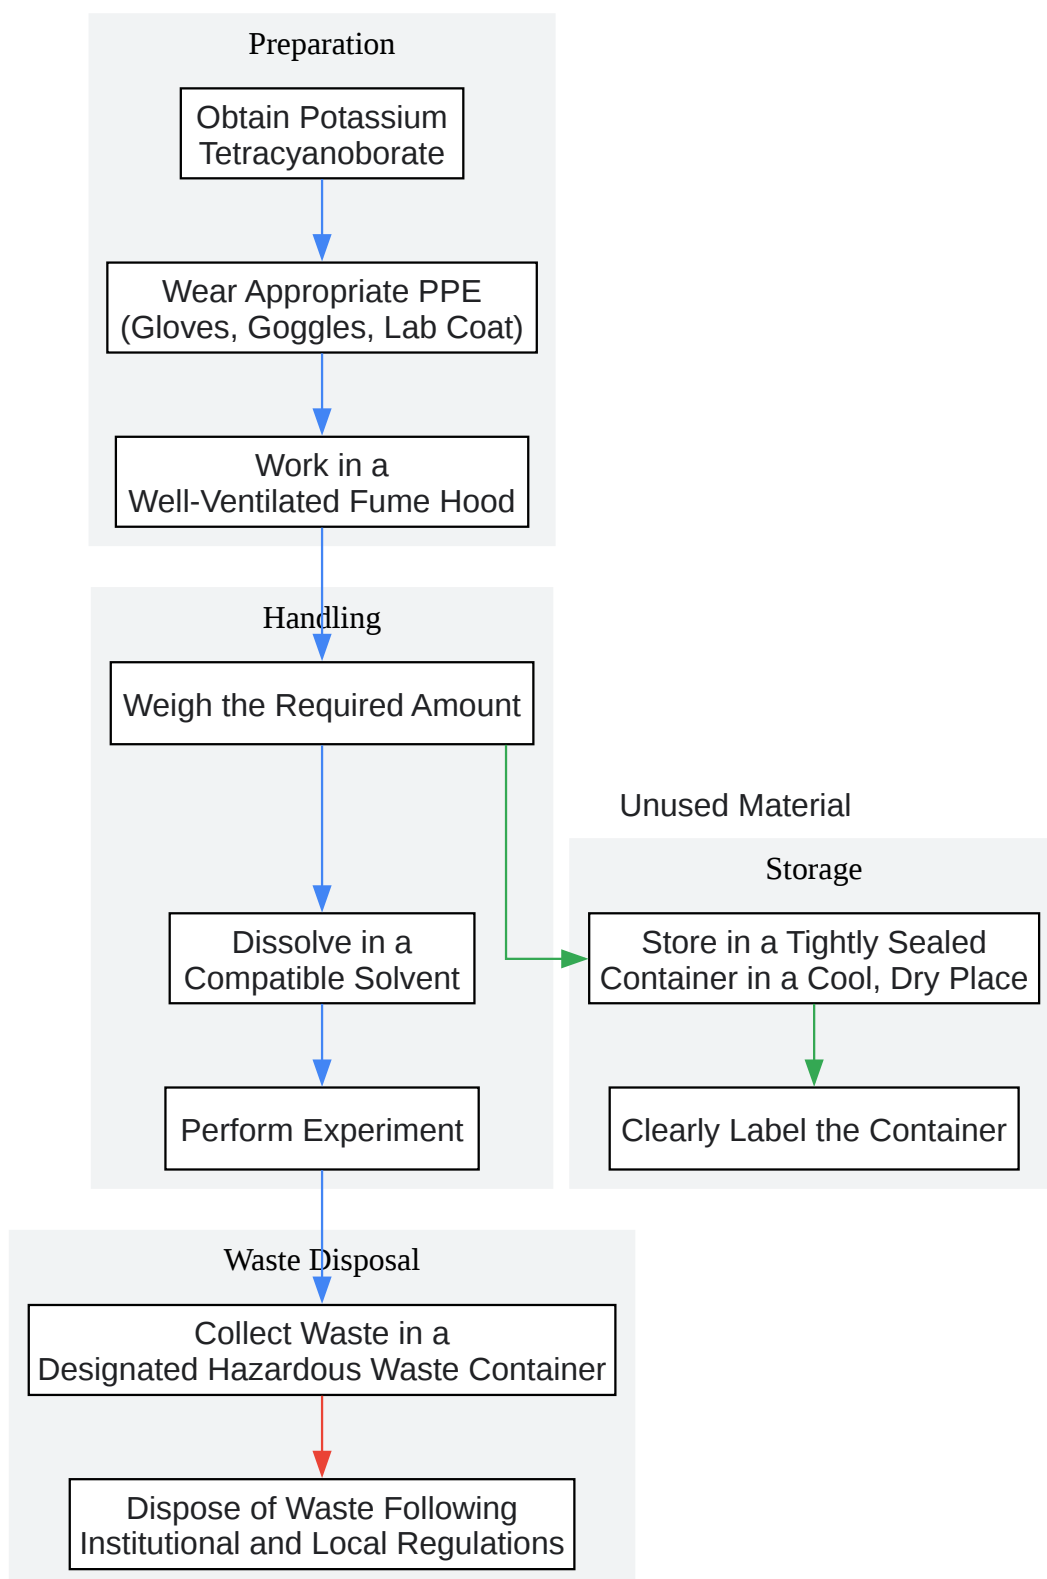 Preparation
Obtain Potassium
Tetracyanoborate
Wear Appropriate PPE
(Gloves, Goggles, Lab Coat)
Work in a
Well-Ventilated Fume Hood
Handling
Weigh the Required Amount
Unused Material
Storage
Dissolve in a
Compatible Solvent
Store in a Tightly Sealed
Container in a Cool, Dry Place
Perform Experiment
Clearly Label the Container
Waste Disposal
Collect Waste in a
Designated Hazardous Waste Container
Dispose of Waste Following
Institutional and Local Regulations